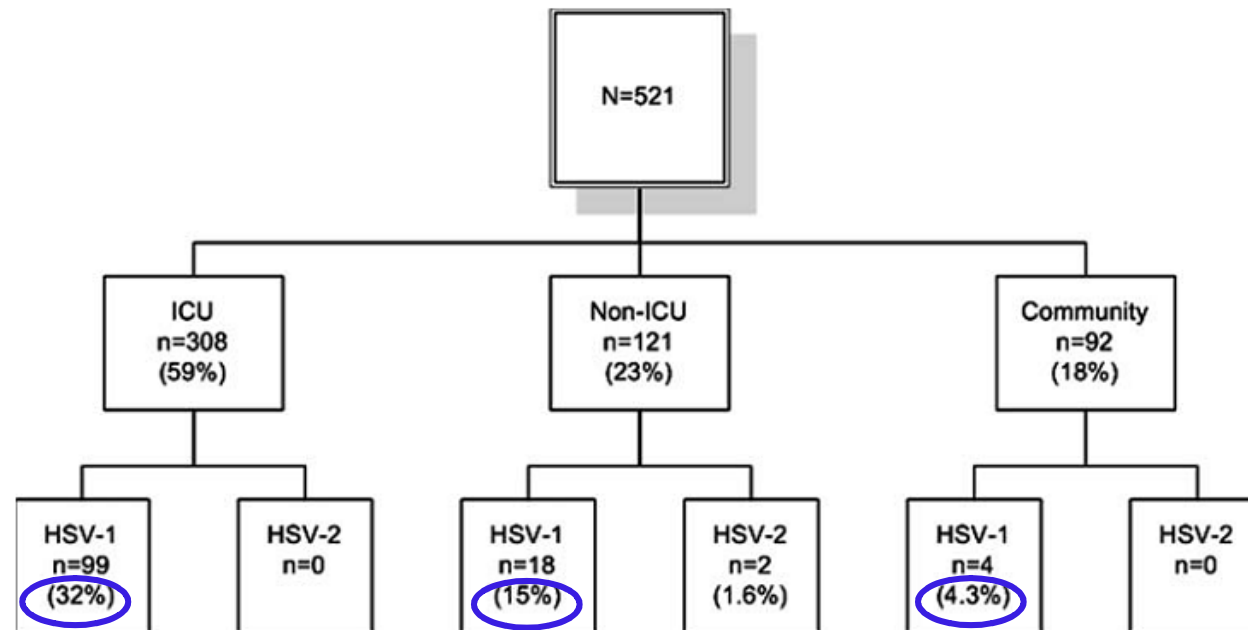 N=521
ICU
n=308
(59%)
Non-ICU
n=121
(23%)
Community
n=92
(18%)
HSV-1
n=99
(32%)
HSV-2
n=0
HSV-1
n=18
(15%)
HSV-2
n=2
(1.6%)
HSV-1
n=4
(4.3%)
HSV-2
n=0